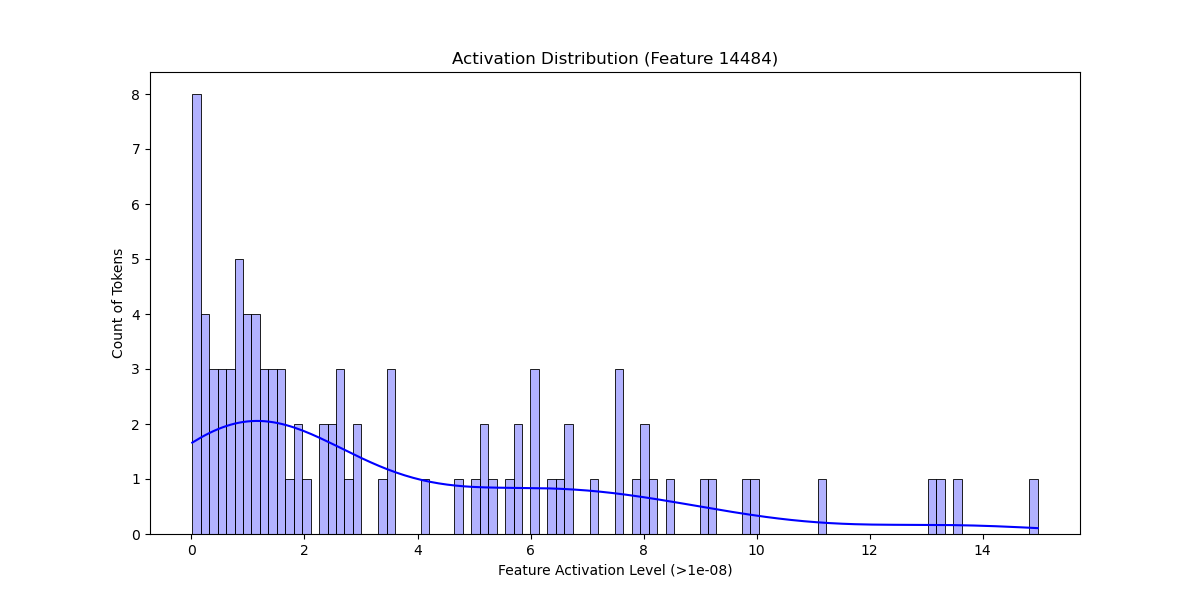 Activation Distribution (Feature 14484)
8
7
6
5
4
3
2
1
0
Count of Tokens
0 2 4 6 8 10 12 14
Feature Activation Level (>1e-08)